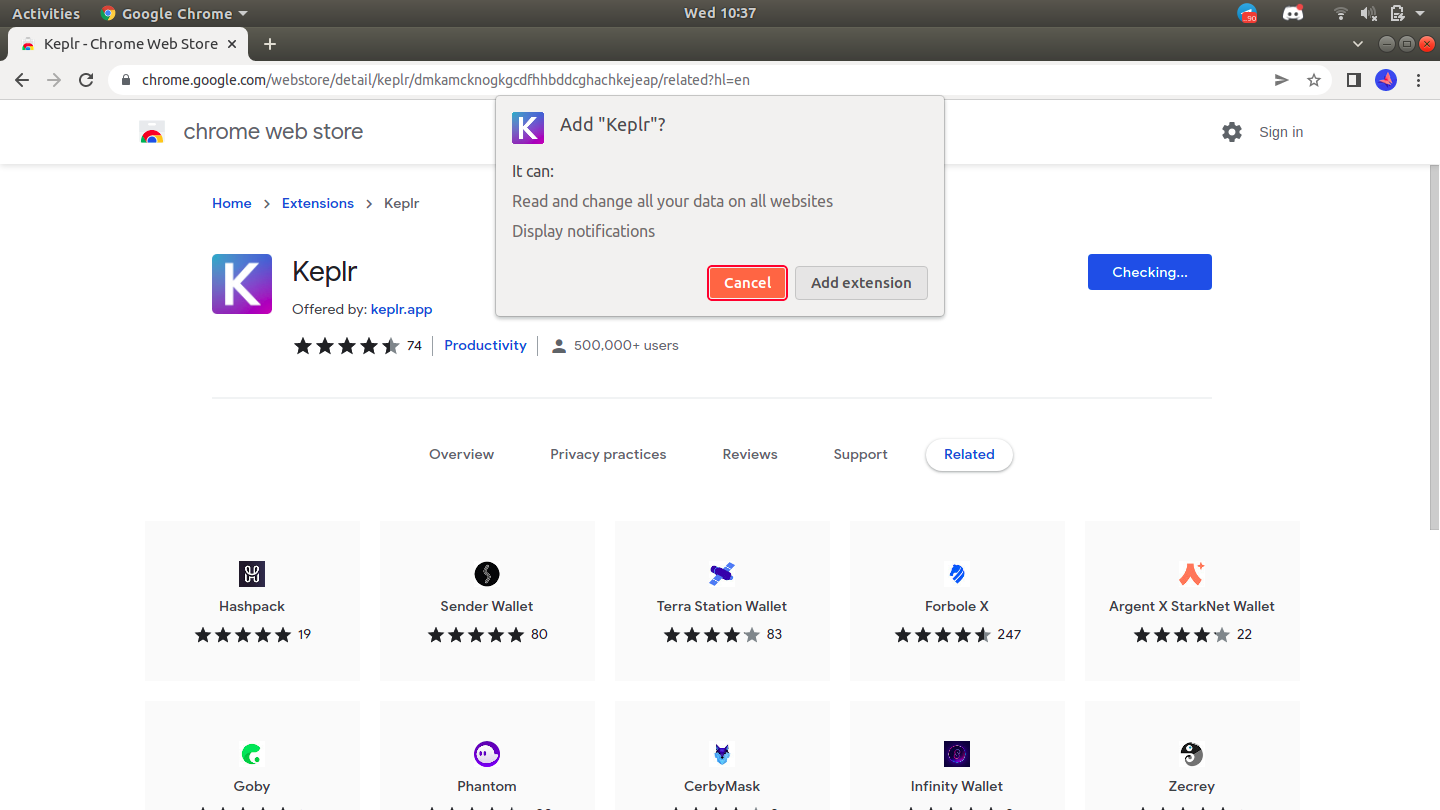 Activities Google Chrome Wed 10:37 90
Keplr - Chrome Web Store
chrome.google.com/webstore/detail/keplr/dmkamcknogkgcdfhhbddcghachkejeap/related?hl=en
chrome web store
Sign in
K
Add "Keplr"?
It can:
Read and change all your data on all websites
Display notifications
Cancel Add extension
Home Extensions Keplr
K
Keplr
Checking...
Offered by: keplr.app
74 Productivity 500,000+ users
Overview Privacy practices Reviews Support Related
Hashpack Sender Wallet Terra Station Wallet Forbole X Argent X StarkNet Wallet
19 80 83 247 22
Goby Phantom CerbyMask Infinity Wallet Zecrey